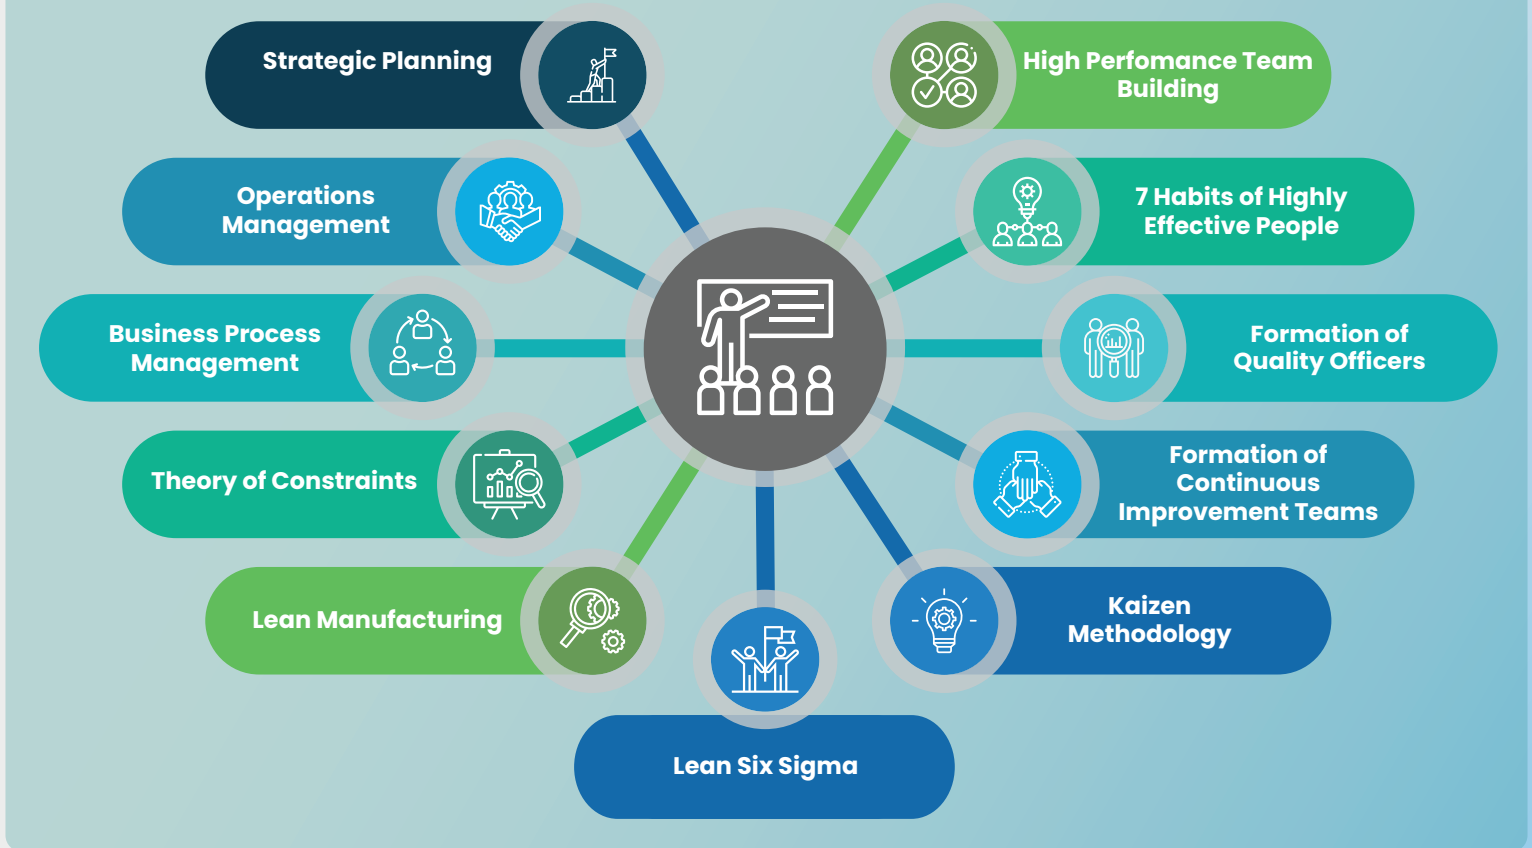 Strategic Planning
High Perfomance Team
Building
Operations
Management
7 Habits of Highly
Effective People
Business Process
Management
Formation of
Quality Officers
Theory of Constraints
Formation of
Continuous
Improvement Teams
Lean Manufacturing
Kaizen
Methodology
Lean Six Sigma